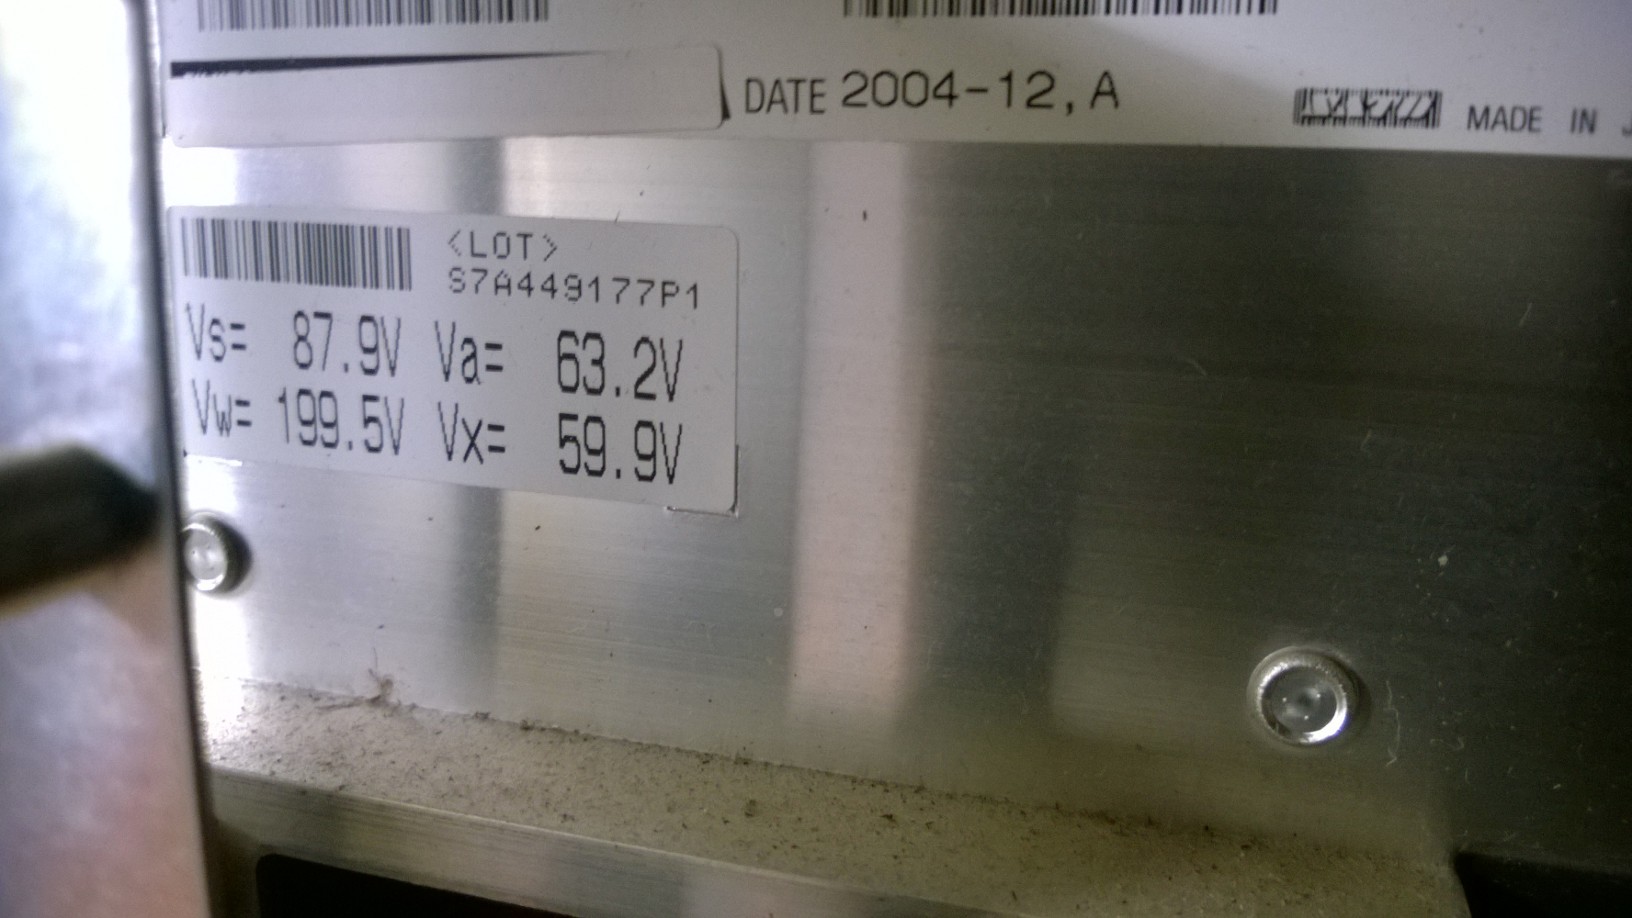 DATE 2004-12, A
MADE IN
<LOT>
S7A449177P1
Vs= 87.9V Va= 63.2V
Vw= 199.5V Vx= 59.9V